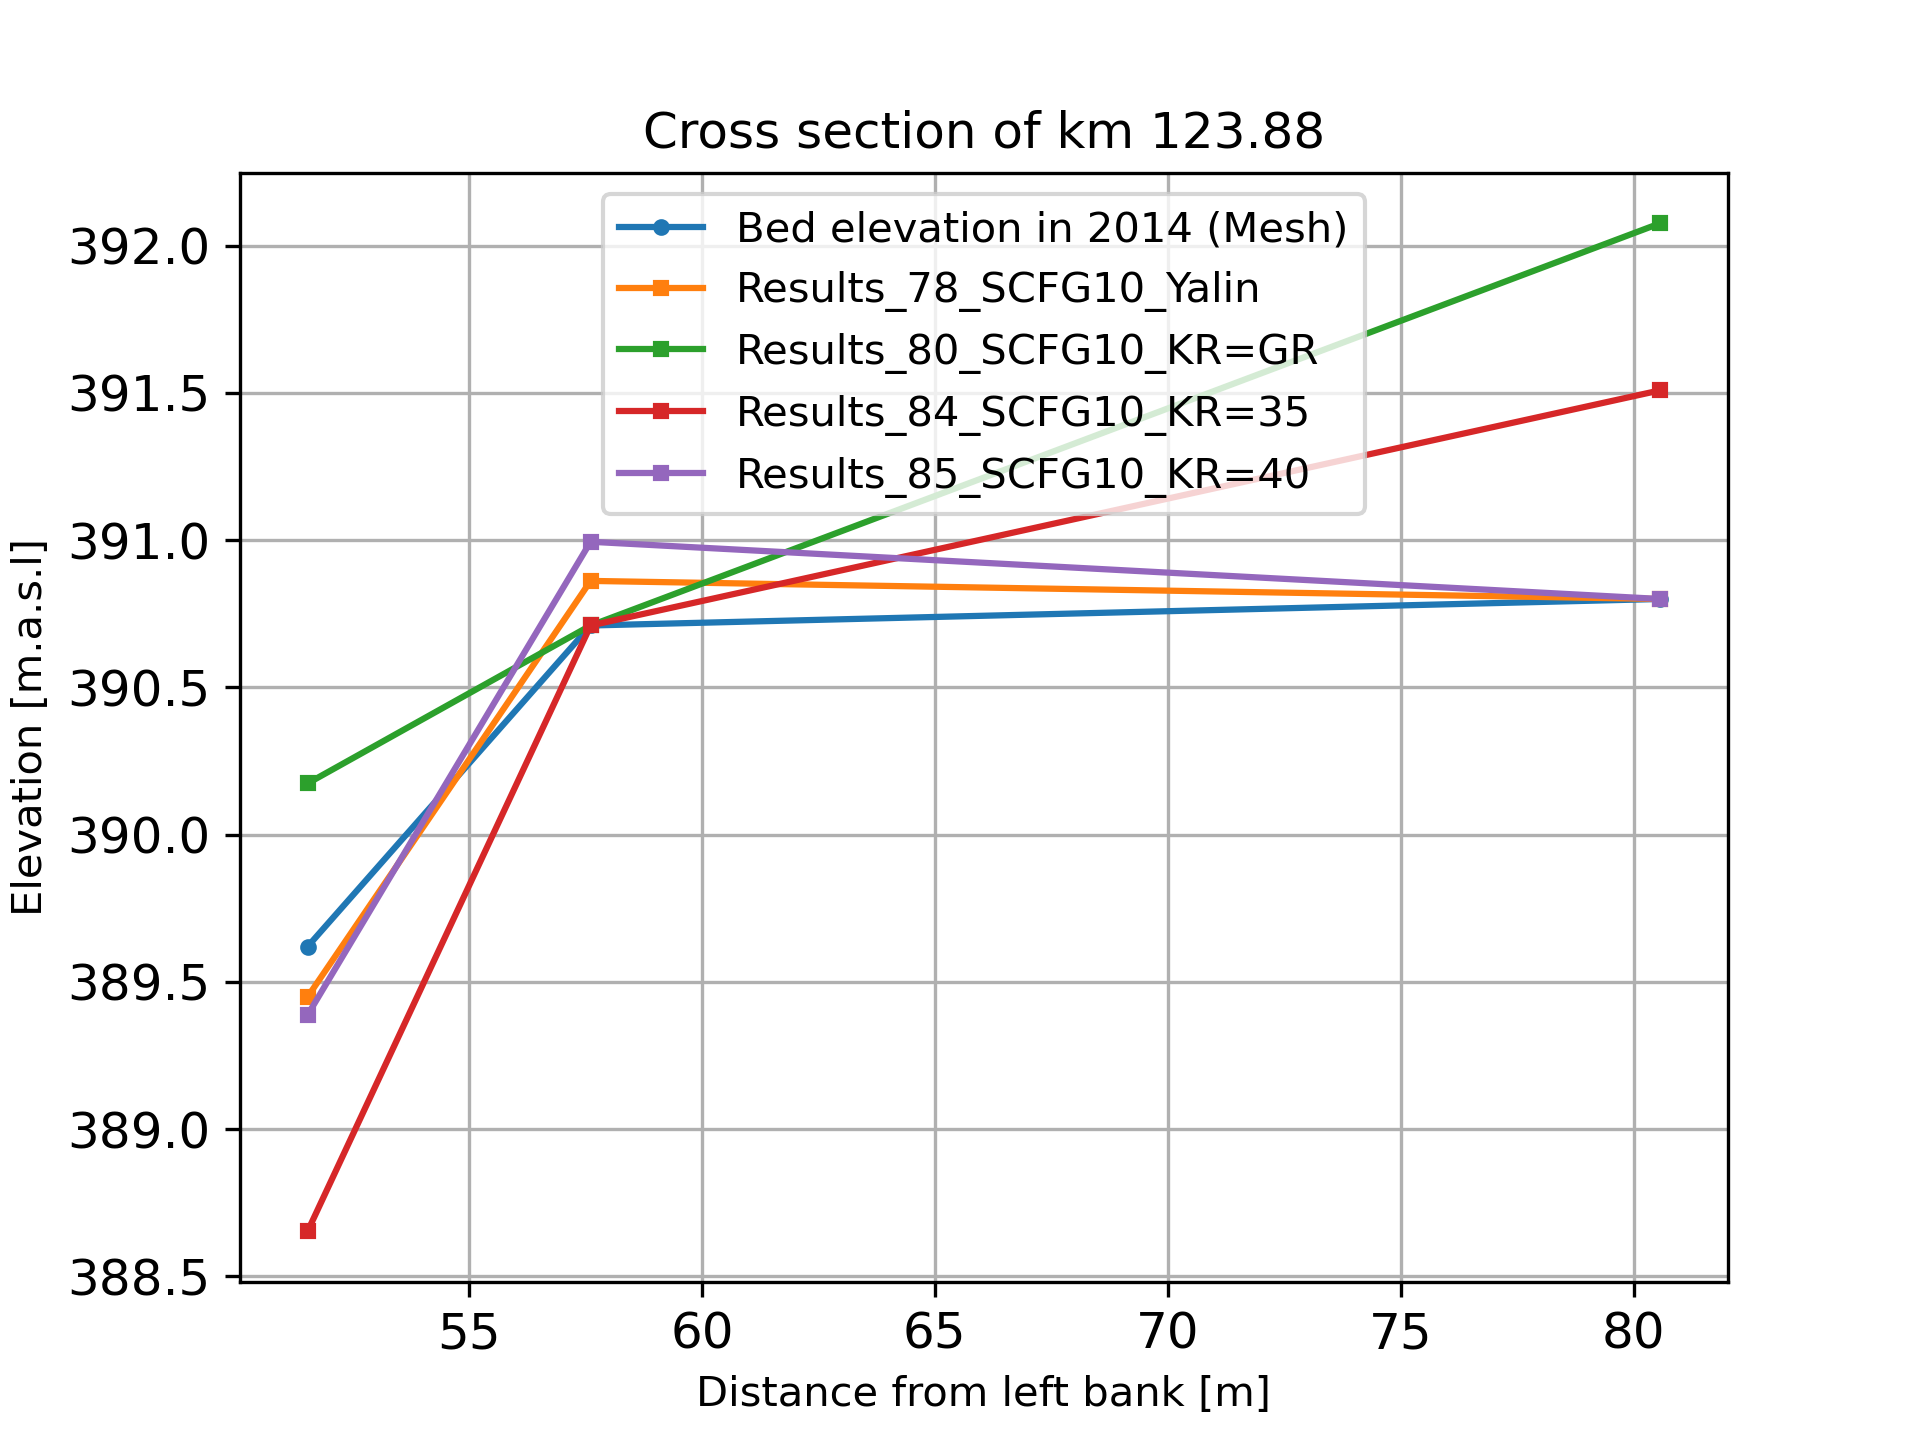 Cross section of km 123.88
Bed elevation in 2014 (Mesh)
Results_78_SCFG10_Yalin
Results_80_SCFG10_KR=GR
Results_84_SCFG10_KR=35
Results_85_SCFG10_KR=40
392.0
391.5
391.0
390.5
390.0
389.5
389.0
388.5
Elevation [m.a.s.l]
55 60 65 70 75 80
Distance from left bank [m]